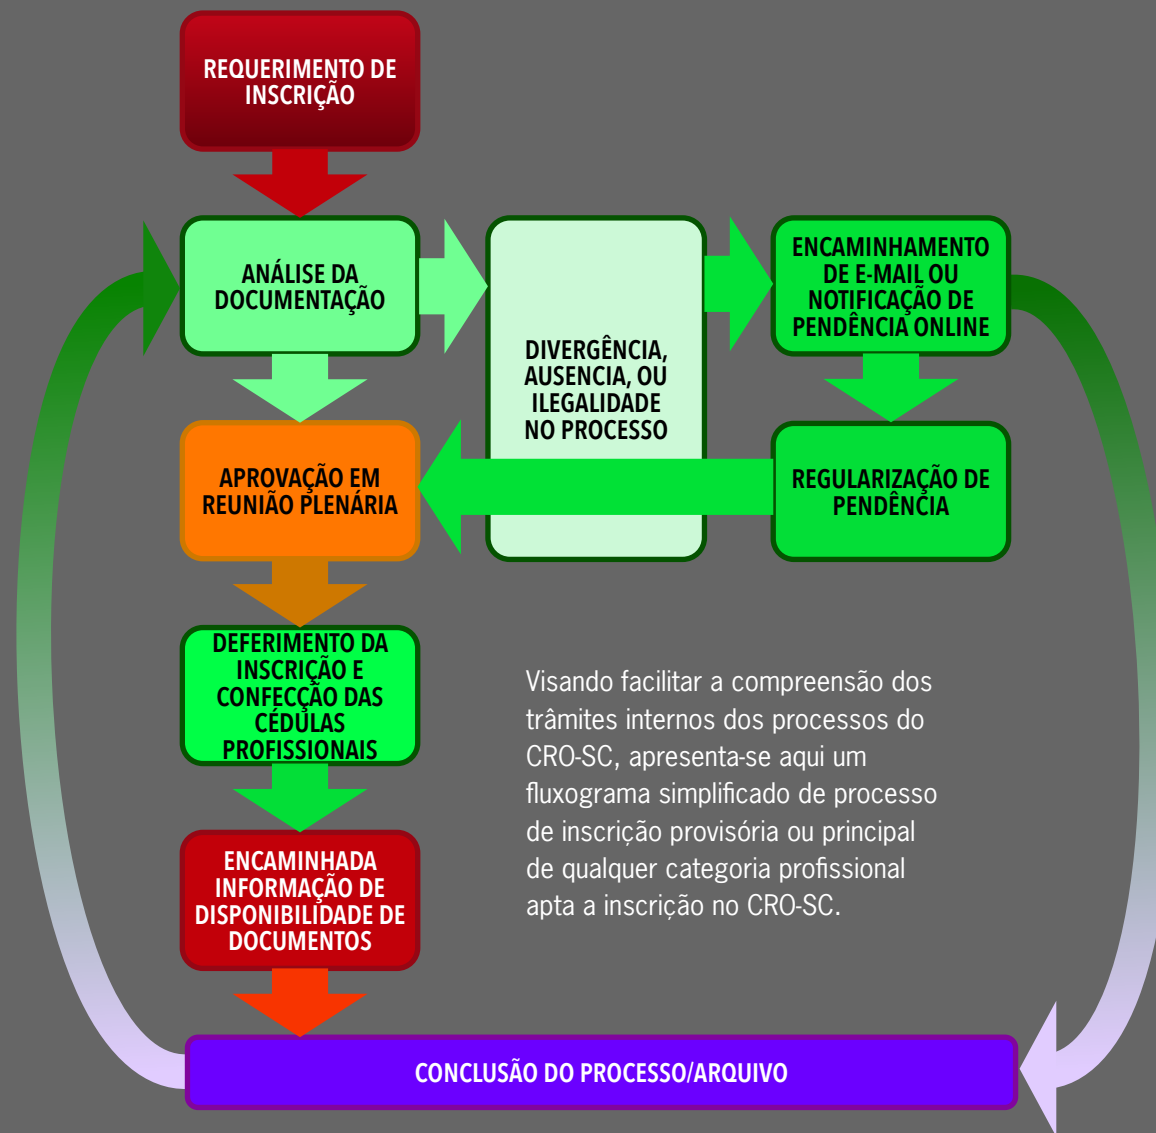 REQUERIMENTO DE
INSCRIÇÃO
ANÁLISE DA
DOCUMENTAÇÃO
DIVERGÊNCIA,
AUSENCIA, OU
ILEGALIDADE
NO PROCESSO
ENCAMINHAMENTO
DE E-MAIL OU
NOTIFICAÇÃO DE
PENDÊNCIA ONLINE
APROVAÇÃO EM
REUNIÃO PLENÁRIA
REGULARIZAÇÃO DE
PENDÊNCIA
DEFERIMENTO DA
INSCRIÇÃO E
CONFECÇÃO DAS
CÉDULAS
PROFISSIONAIS
Visando facilitar a compreensão dos
trâmites internos dos processos do
CRO-SC, apresenta-se aqui um
fluxograma simplificado de processo
de inscrição provisória ou principal
de qualquer categoria profissional
apta a inscrição no CRO-SC.
ENCAMINHADA
INFORMAÇÃO DE
DISPONIBILIDADE DE
DOCUMENTOS
CONCLUSÃO DO PROCESSO/ARQUIVO